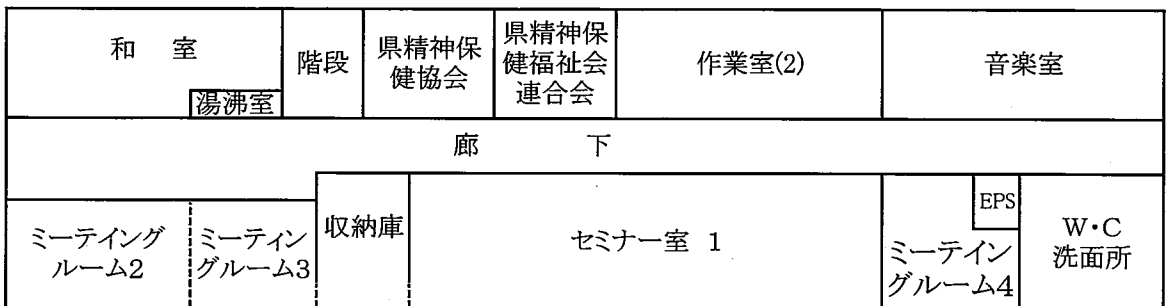 和 室
湯沸室
階段
県精神保
健協会
県精神保
健福祉会
連合会
作業室(2)
音楽室
廊 下
ミーテイング
ルーム2
ミーティン
グルーム3
収納庫
セミナー室 1
ミーテイン
グルーム4
EPS
W・C
洗面所